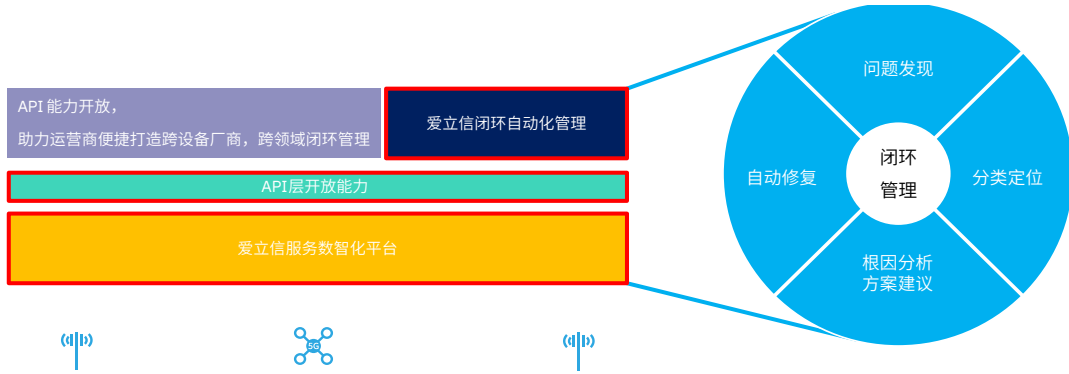 API 能力开放，
助力运营商便捷打造跨设备厂商，跨领域闭环管理
爱立信闭环自动化管理
API层开放能力
爱立信服务数智化平台
5G
问题发现
自动修复
闭环
管理
分类定位
根因分析
方案建议